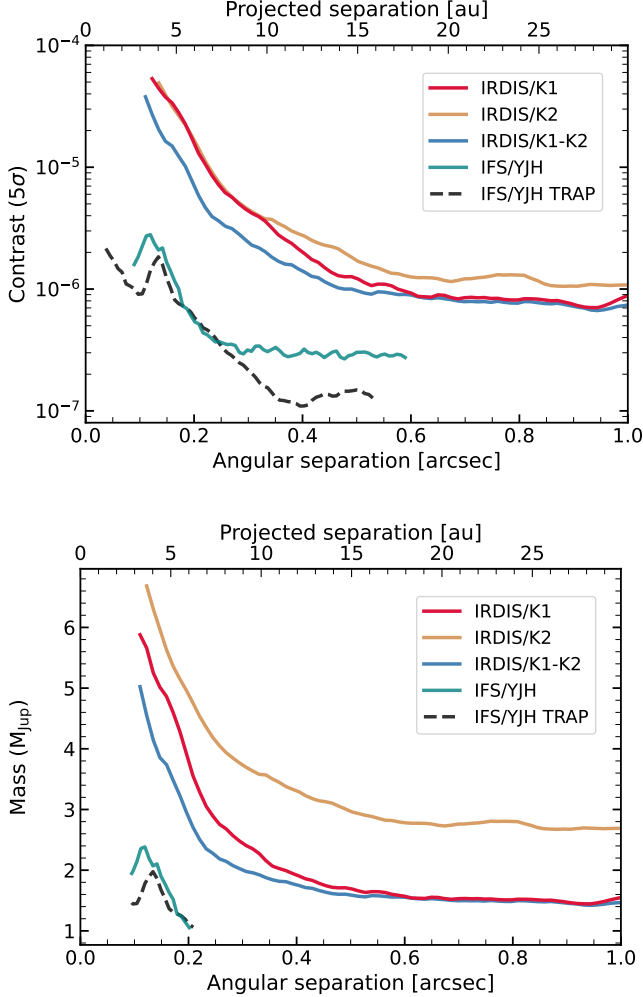 Projected separation [au]
0 5 10 15 20 25
10⁻⁴
10⁻⁵
10⁻⁶
10⁻⁷
Contrast (5σ)
IRDIS/K1
IRDIS/K2
IRDIS/K1-K2
IFS/YJH
IFS/YJH TRAP
0.0 0.2 0.4 0.6 0.8 1.0
Angular separation [arcsec]
Projected separation [au]
0 5 10 15 20 25
6
5
4
3
2
1
Mass (M_Jup)
IRDIS/K1
IRDIS/K2
IRDIS/K1-K2
IFS/YJH
IFS/YJH TRAP
0.0 0.2 0.4 0.6 0.8 1.0
Angular separation [arcsec]